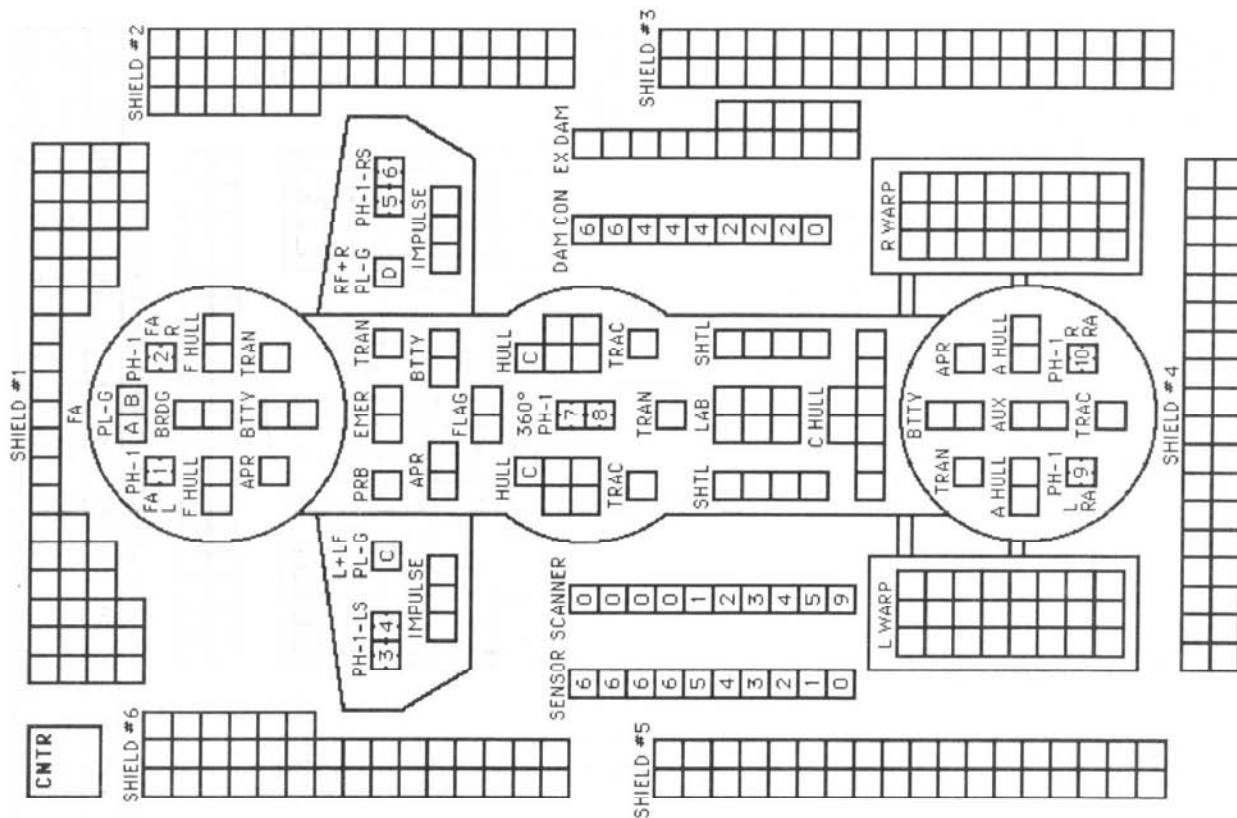 CNTR
SHIELD #1
SHIELD #2
SHIELD #6
FA
PL-G
A B
PH-1
FA
L
1
PH-1
FA
R
2
BRDG
F HULL
F HULL
APR
BTTY
TRAN
L+LF
PL-G
C
RF+R
PL-G
D
PH-1-LS
3 4
PH-1-RS
5 6
IMPULSE
IMPULSE
PRB
EMER
TRAN
APR
FLAG
BTTY
HULL
C
360°
PH-1
7
8
HULL
C
TRAC
TRAN
TRAC
SENSOR
6
6
6
6
5
4
3
2
1
0
SCANNER
0
0
0
0
1
2
3
4
5
9
DAM CON
6
6
4
4
4
2
2
2
0
EX DAM
SHIELD #5
SHIELD #3
SHTL
LAB
SHTL
C HULL
L WARP
R WARP
TRAN
BTTY
APR
A HULL
AUX
A HULL
PH-1
9
L
RA
TRAC
PH-1
10
R
RA
SHIELD #4